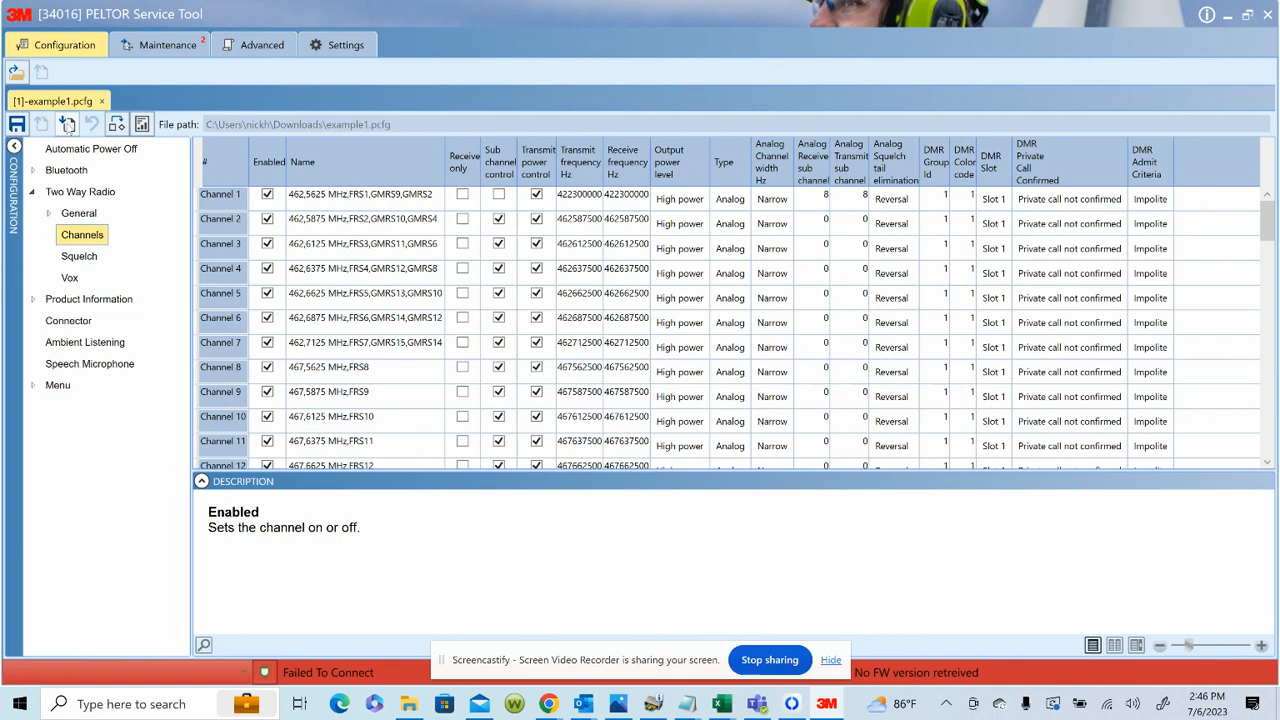 3M [34016] PELTOR Service Tool
Configuration Maintenance 2 Advanced Settings
[1]-example1.pcfg ×
File path: C:\Users\nickh\Downloads\example1.pcfg
CONFIGURATION
Automatic Power Off
Bluetooth
Two Way Radio
General
Channels
Squelch
Vox
Product Information
Connector
Ambient Listening
Speech Microphone
Menu
# Enabled Name Receive only Sub channel control Transmit power control Transmit frequency Hz Receive frequency Hz Output power level Type Analog Channel width Hz Analog Receive sub channel Analog Transmit sub channel Analog Squelch tail elimination DMR Group Id DMR Color code DMR Slot DMR Private Call Confirmed DMR Admit Criteria
Channel 1 462,5625 MHz,FRS1,GMRS9,GMRS2 422300000 422300000 High power Analog Narrow 8 8 Reversal 1 1 Slot 1 Private call not confirmed Impolite
Channel 2 462,5875 MHz,FRS2,GMRS10,GMRS4 462587500 462587500 High power Analog Narrow 0 0 Reversal 1 1 Slot 1 Private call not confirmed Impolite
Channel 3 462,6125 MHz,FRS3,GMRS11,GMRS6 462612500 462612500 High power Analog Narrow 0 0 Reversal 1 1 Slot 1 Private call not confirmed Impolite
Channel 4 462,6375 MHz,FRS4,GMRS12,GMRS8 462637500 462637500 High power Analog Narrow 0 0 Reversal 1 1 Slot 1 Private call not confirmed Impolite
Channel 5 462,6625 MHz,FRS5,GMRS13,GMRS10 462662500 462662500 High power Analog Narrow 0 0 Reversal 1 1 Slot 1 Private call not confirmed Impolite
Channel 6 462,6875 MHz,FRS6,GMRS14,GMRS12 462687500 462687500 High power Analog Narrow 0 0 Reversal 1 1 Slot 1 Private call not confirmed Impolite
Channel 7 462,7125 MHz,FRS7,GMRS15,GMRS14 462712500 462712500 High power Analog Narrow 0 0 Reversal 1 1 Slot 1 Private call not confirmed Impolite
Channel 8 467,5625 MHz,FRS8 467562500 467562500 High power Analog Narrow 0 0 Reversal 1 1 Slot 1 Private call not confirmed Impolite
Channel 9 467,5875 MHz,FRS9 467587500 467587500 High power Analog Narrow 0 0 Reversal 1 1 Slot 1 Private call not confirmed Impolite
Channel 10 467,6125 MHz,FRS10 467612500 467612500 High power Analog Narrow 0 0 Reversal 1 1 Slot 1 Private call not confirmed Impolite
Channel 11 467,6375 MHz,FRS11 467637500 467637500 High power Analog Narrow 0 0 Reversal 1 1 Slot 1 Private call not confirmed Impolite
Channel 12 467,6625 MHz,FRS12 467662500 467662500 0 0 1 1
DESCRIPTION
Enabled
Sets the channel on or off.
Screencastify - Screen Video Recorder is sharing your screen. Stop sharing Hide
Failed To Connect No FW version retreived
Type here to search 3M 86°F 2:46 PM
7/6/2023